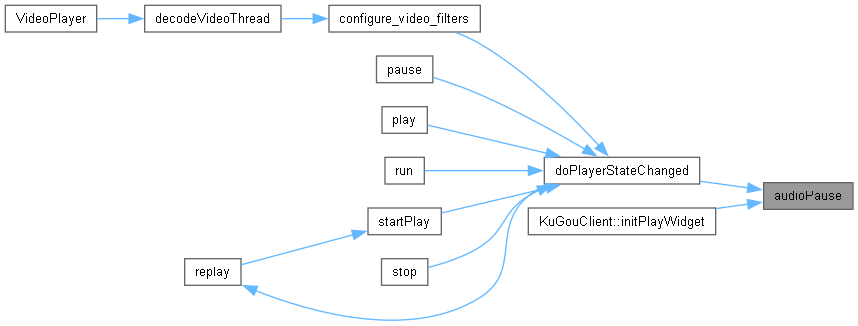 VideoPlayer
decodeVideoThread
configure_video_filters
pause
play
run
doPlayerStateChanged
audioPause
startPlay
KuGouClient::initPlayWidget
replay
stop